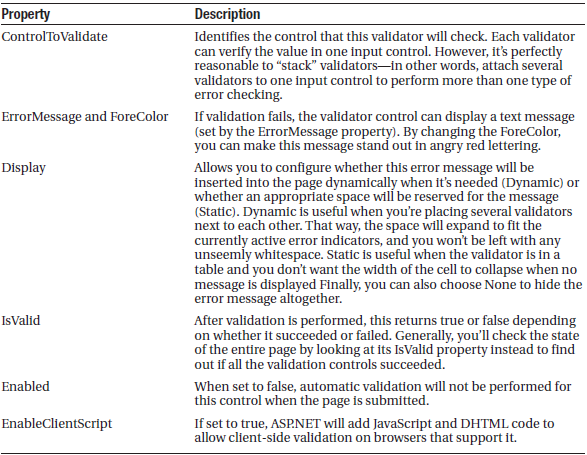 Property Description
ControlToValidate Identifies the control that this validator will check. Each validator
can verify the value in one input control. However, it's perfectly
reasonable to “stack” validators—in other words, attach several
validators to one input control to perform more than one type of
error checking.
ErrorMessage and ForeColor If validation fails, the validator control can display a text message
(set by the ErrorMessage property). By changing the ForeColor,
you can make this message stand out in angry red lettering.
Display Allows you to configure whether this error message will be
inserted into the page dynamically when it's needed (Dynamic) or
whether an appropriate space will be reserved for the message
(Static). Dynamic is useful when you're placing several validators
next to each other. That way, the space will expand to fit the
currently active error indicators, and you won't be left with any
unseemly whitespace. Static is useful when the validator is in a
table and you don't want the width of the cell to collapse when no
message is displayed Finally, you can also choose None to hide the
error message altogether.
IsValid After validation is performed, this returns true or false depending
on whether it succeeded or failed. Generally, you'll check the state
of the entire page by looking at its IsValid property instead to find
out if all the validation controls succeeded.
Enabled When set to false, automatic validation will not be performed for
this control when the page is submitted.
EnableClientScript If set to true, ASP.NET will add JavaScript and DHTML code to
allow client-side validation on browsers that support it.